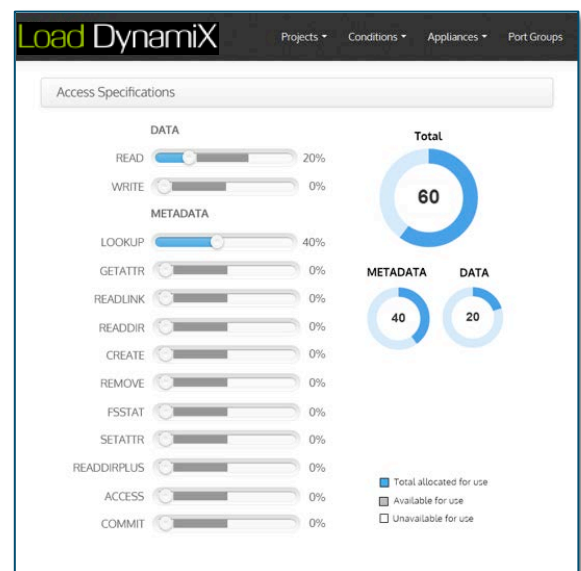 Load DynamiX Projects Conditions Appliances Port Groups
Access Specifications
DATA
READ 20%
WRITE 0%
METADATA
LOOKUP 40%
GETATTR 0%
READLINK 0%
READDIR 0%
CREATE 0%
REMOVE 0%
FSSTAT 0%
SETATTR 0%
READDIRPLUS 0%
ACCESS 0%
COMMIT 0%
Total
60
METADATA DATA
40 20
Total allocated for use
Available for use
Unavailable for use